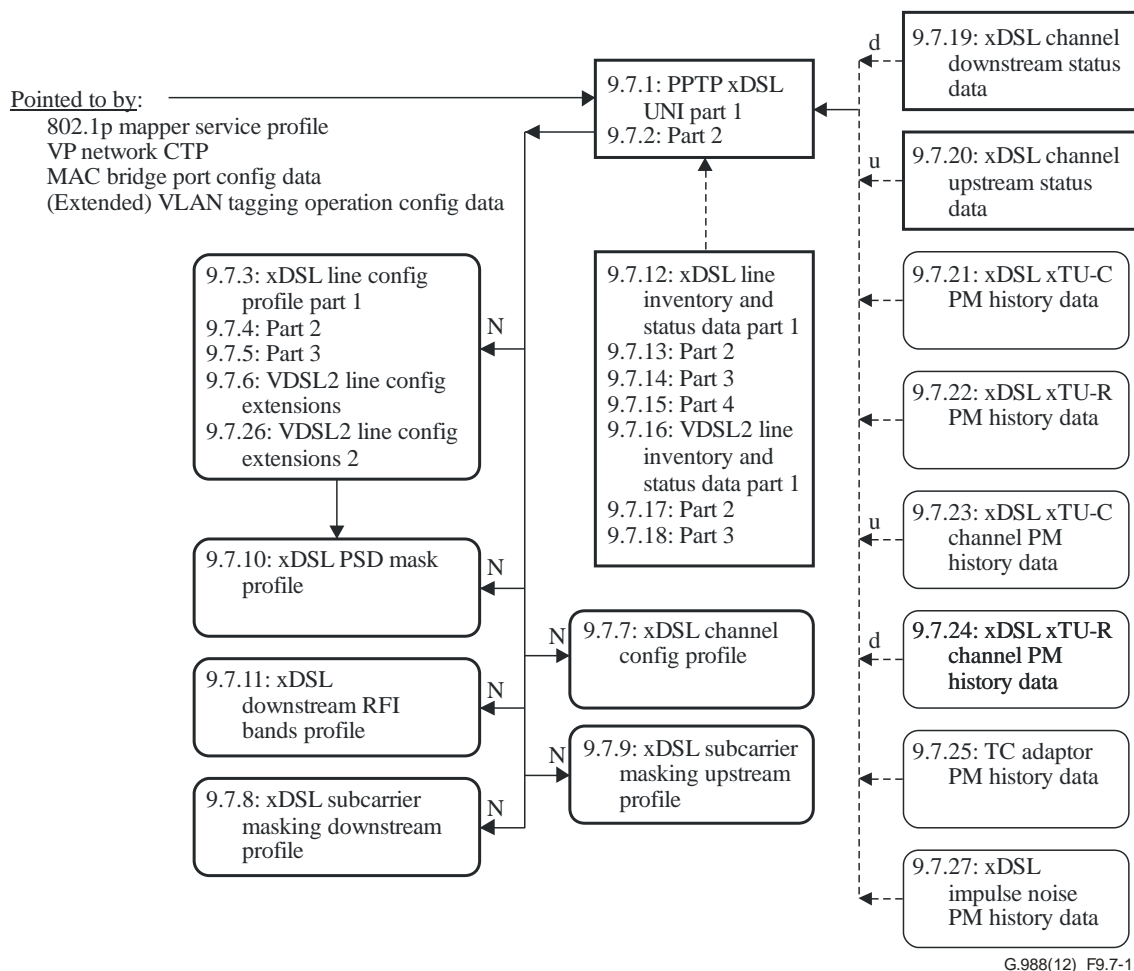 Pointed to by:
802.1p mapper service profile
VP network CTP
MAC bridge port config data
(Extended) VLAN tagging operation config data
9.7.1: PPTP xDSL
UNI part 1
9.7.2: Part 2
9.7.3: xDSL line config
profile part 1
9.7.4: Part 2
9.7.5: Part 3
9.7.6: VDSL2 line config
extensions
9.7.26: VDSL2 line config
extensions 2
N
9.7.10: xDSL PSD mask
profile
N
9.7.11: xDSL
downstream RFI
bands profile
N
9.7.8: xDSL subcarrier
masking downstream
profile
N
9.7.12: xDSL line
inventory and
status data part 1
9.7.13: Part 2
9.7.14: Part 3
9.7.15: Part 4
9.7.16: VDSL2 line
inventory and
status data part 1
9.7.17: Part 2
9.7.18: Part 3
N
9.7.7: xDSL channel
config profile
N
9.7.9: xDSL subcarrier
masking upstream
profile
d
9.7.19: xDSL channel
downstream status
data
u
9.7.20: xDSL channel
upstream status
data
9.7.21: xDSL xTU-C
PM history data
9.7.22: xDSL xTU-R
PM history data
u
9.7.23: xDSL xTU-C
channel PM
history data
d
9.7.24: xDSL xTU-R
channel PM
history data
9.7.25: TC adaptor
PM history data
9.7.27: xDSL
impulse noise
PM history data
G.988(12)_F9.7-1